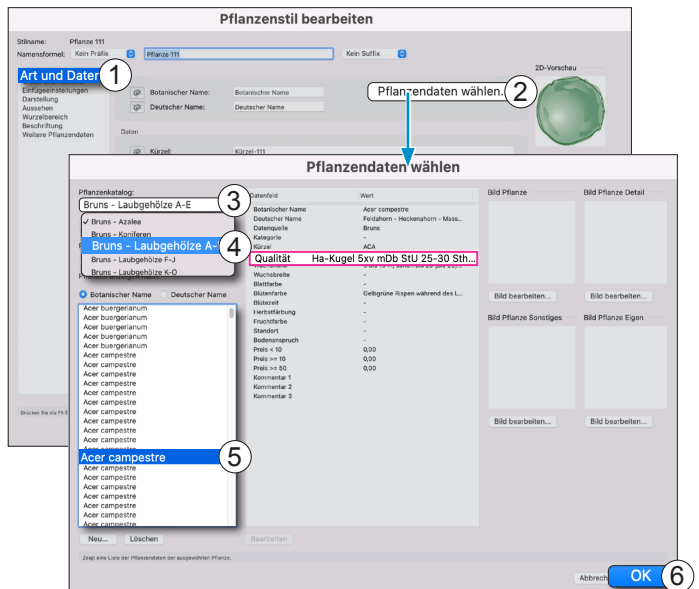 Pflanzenstil bearbeiten
Stilname: Pflanze 111
Namensformel: Kein Präfix Pflanze 111 Kein Suffix
Art und Daten 1
2D-Vorschau
Einfügeeinstellungen
Darstellung
Aussehen
Wurzelbereich
Beschriftung
Weitere Pflanzendaten
Botanischer Name: Botanischer Name
Pflanzendaten wählen. 2
Deutscher Name: Deutscher Name
Daten
Kürzel: Kürzel-111
Pflanzendaten wählen
Pflanzenkatalog:
Bruns - Laubgehölze A-E 3
✓ Bruns - Azalea
Bruns - Koniferen
Bruns - Laubgehölze A- 4
Bruns - Laubgehölze F-J
Bruns - Laubgehölze K-O
Botanischer Name Deutscher Name
Acer buergerianum
Acer buergerianum
Acer buergerianum
Acer buergerianum
Acer buergerianum
Acer campestre
Acer campestre
Acer campestre
Acer campestre
Acer campestre
Acer campestre
Acer campestre
Acer campestre
Acer campestre
Acer campestre
Acer campestre
Acer campestre 5
Acer campestre
Acer campestre
Acer campestre
Acer campestre
Acer campestre
Acer campestre
Acer campestre
Neu... Löschen
Datenfeld Wert
Botanischer Name Acer campestre
Deutscher Name Feldahorn - Heckenahorn - Mass...
Datenquelle Bruns
Kategorie -
Kürzel ACA
Qualität Ha-Kugel 5xv mDb StU 25-30 Sth...
Wuchsbreite -
Blattfarbe -
Blütenfarbe Gelbgrüne Rispen während des L...
Blütezeit -
Herbstfärbung -
Fruchtfarbe -
Standort -
Bodenanspruch -
Preis < 10 0,00
Preis >= 10 0,00
Preis >= 50 0,00
Kommentar 1
Kommentar 2
Kommentar 3
Bearbeiten
Bild Pflanze Bild Pflanze Detail
Bild bearbeiten... Bild bearbeiten...
Bild Pflanze Sonstiges Bild Pflanze Eigen
Bild bearbeiten... Bild bearbeiten...
Zeigt eine Liste der Pflanzendaten der ausgewählten Pflanze.
Abbrech OK 6